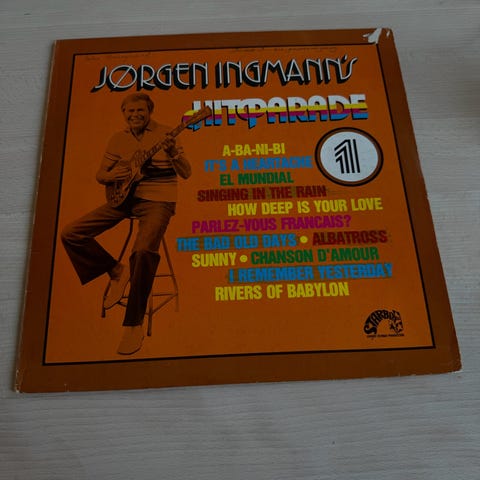 JØRGEN INGMANN'S
HITPARADE
1
A-BA-NI-BI
IT'S A HEARTACHE
EL MUNDIAL
SINGING IN THE RAIN
HOW DEEP IS YOUR LOVE
PARLEZ-VOUS FRANCAIS?
THE BAD OLD DAYS • ALBATROSS
SUNNY • CHANSON D'AMOUR
I REMEMBER YESTERDAY
RIVERS OF BABYLON
STARBOX